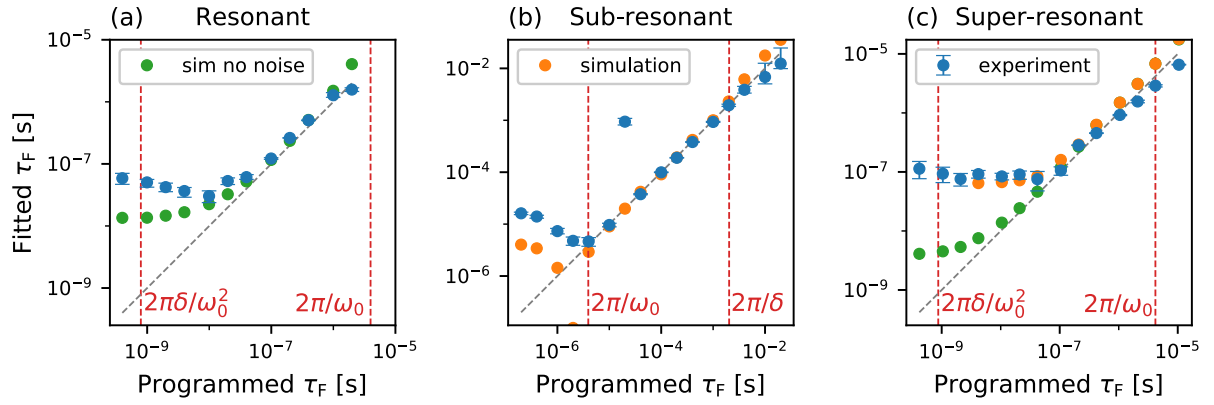 (a) Resonant
(b) Sub-resonant
(c) Super-resonant
Fitted τ_F [s]
10^−5
10^−7
10^−9
sim no noise
2πδ/ω_0^2
2π/ω_0
10^−9
10^−7
10^−5
Programmed τ_F [s]
10^−2
10^−4
10^−6
simulation
2π/ω_0
2π/δ
10^−6
10^−4
10^−2
Programmed τ_F [s]
10^−5
10^−7
10^−9
experiment
2πδ/ω_0^2
2π/ω_0
10^−9
10^−7
10^−5
Programmed τ_F [s]